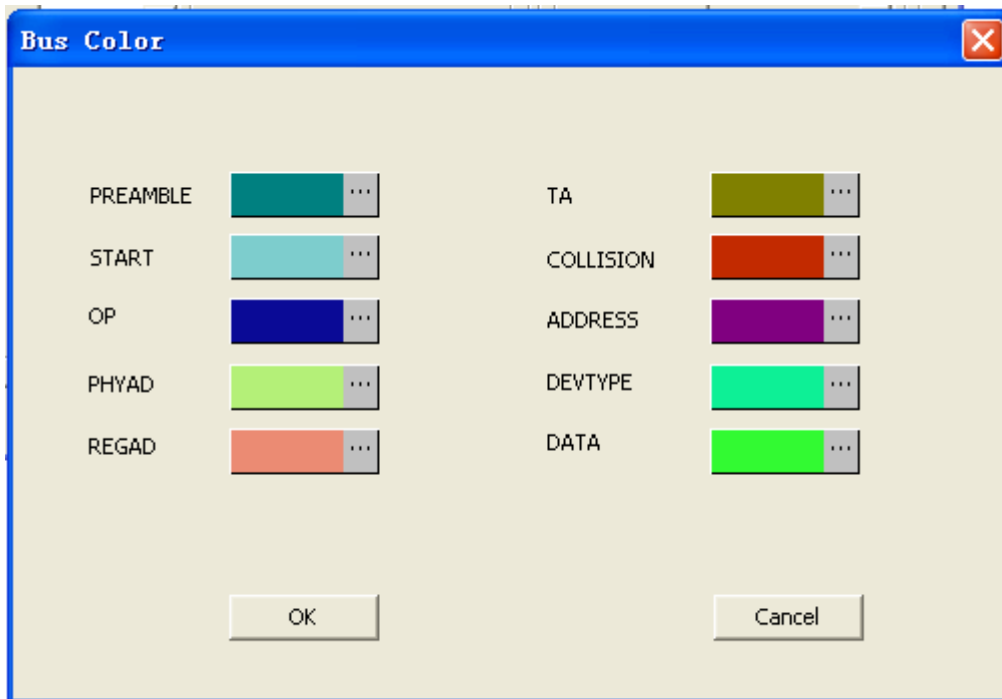 Bus Color
PREAMBLE ... TA ...
START ... COLLISION ...
OP ... ADDRESS ...
PHYAD ... DEVTYPE ...
REGAD ... DATA ...
OK Cancel